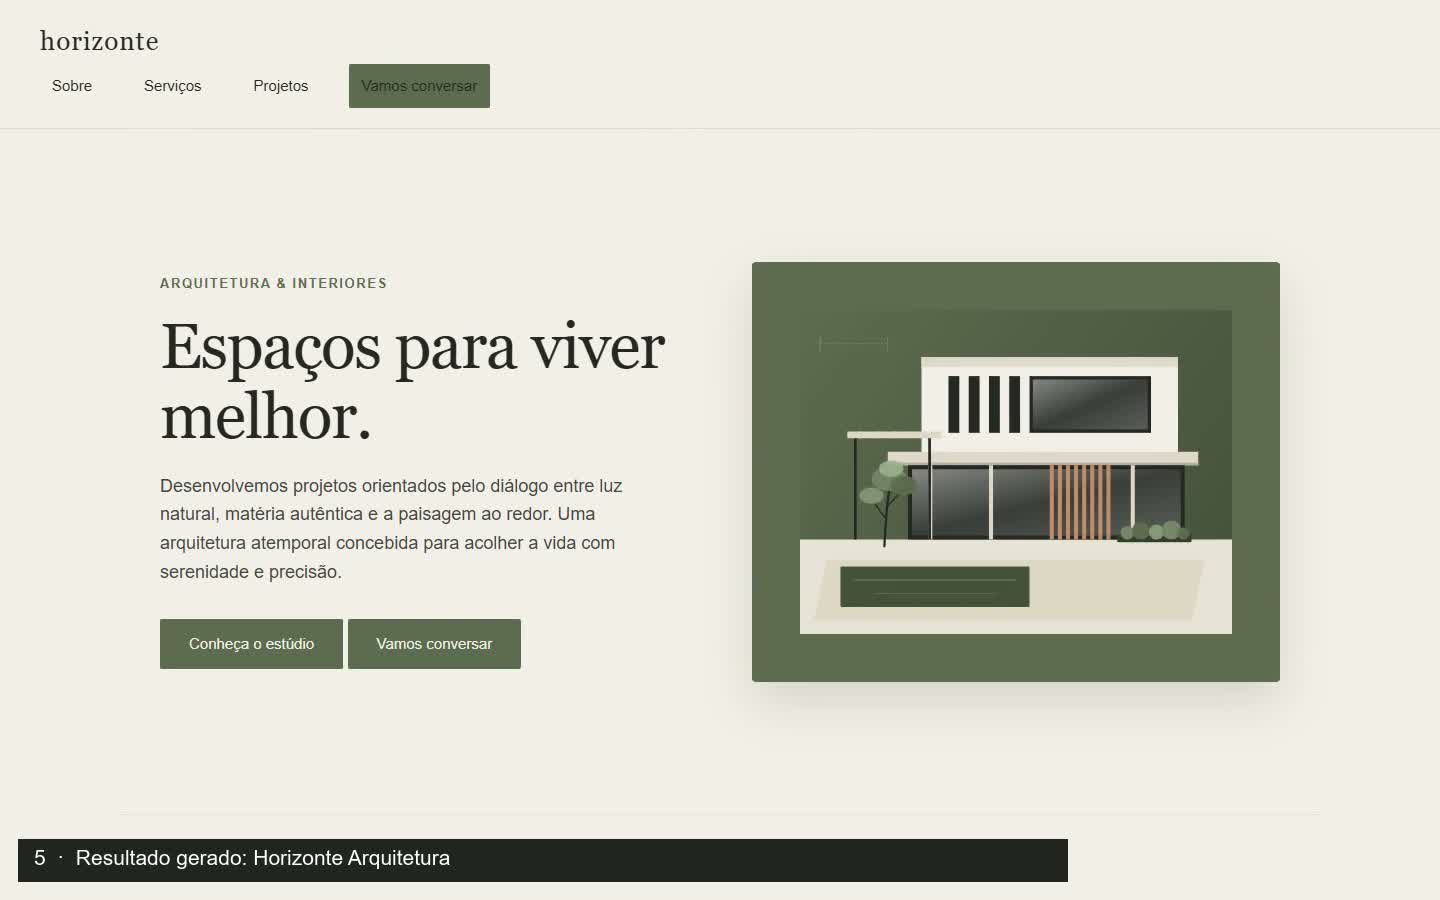 horizonte
Sobre Serviços Projetos Vamos conversar
ARQUITETURA & INTERIORES
Espaços para viver
melhor.
Desenvolvemos projetos orientados pelo diálogo entre luz
natural, matéria autêntica e a paisagem ao redor. Uma
arquitetura atemporal concebida para acolher a vida com
serenidade e precisão.
Conheça o estúdio Vamos conversar
5 · Resultado gerado: Horizonte Arquitetura